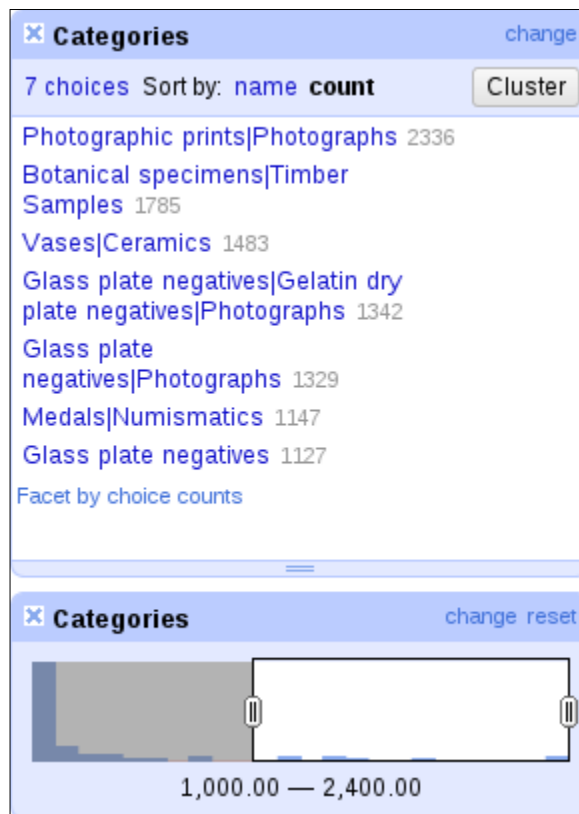 Categories change
7 choices Sort by: name count Cluster
Photographic prints|Photographs 2336
Botanical specimens|Timber
Samples 1785
Vases|Ceramics 1483
Glass plate negatives|Gelatin dry
plate negatives|Photographs 1342
Glass plate
negatives|Photographs 1329
Medals|Numismatics 1147
Glass plate negatives 1127
Facet by choice counts
Categories change reset
1,000.00 — 2,400.00